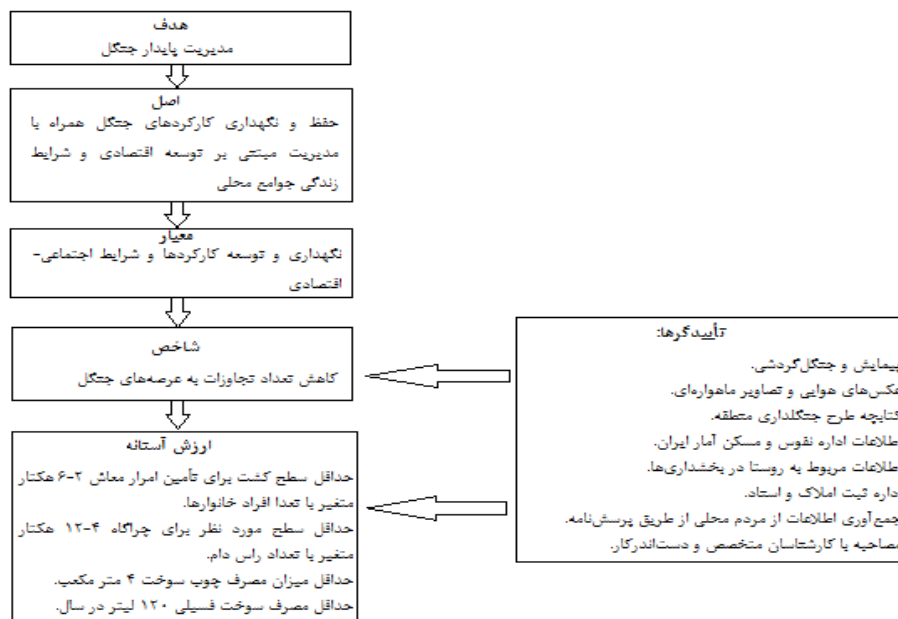 هدف
مدیریت پایدار جنگل
اصل
حفظ و نگهداری کارکردهای جنگل همراه با
مدیریت مبتنی بر توسعه اقتصادی و شرایط
زندگی جوامع محلی
معیار
نگهداری و توسعه کارکردها و شرایط اجتماعی-
اقتصادی
شاخص
کاهش تعداد تجاوزات به عرصه‌های جنگل
ارزش آستانه
حداقل سطح کشت برای تأمین امرار معاش ۲-۶ هکتار
متغیر با تعدا افراد خانوارها.
حداقل سطح مورد نظر برای چراگاه ۴-۱۲ هکتار
متغیر با تعداد راس دام.
حداقل میزان مصرف چوب سوخت ۴ متر مکعب.
حداقل مصرف سوخت فسیلی ۱۲۰ لیتر در سال.
تأییدگرها:
پیمایش و جنگل‌گردشی.
عکس‌های هوایی و تصاویر ماهواره‌ای.
کتابچه طرح جنگلداری منطقه.
اطلاعات اداره نفوس و مسکن آمار ایران.
اطلاعات مربوط به روستا در بخشداری‌ها.
اداره ثبت املاک و اسناد.
جمع‌آوری اطلاعات از مردم محلی از طریق پرسش‌نامه.
مصاحبه با کارشناسان متخصص و دست‌اندرکار.